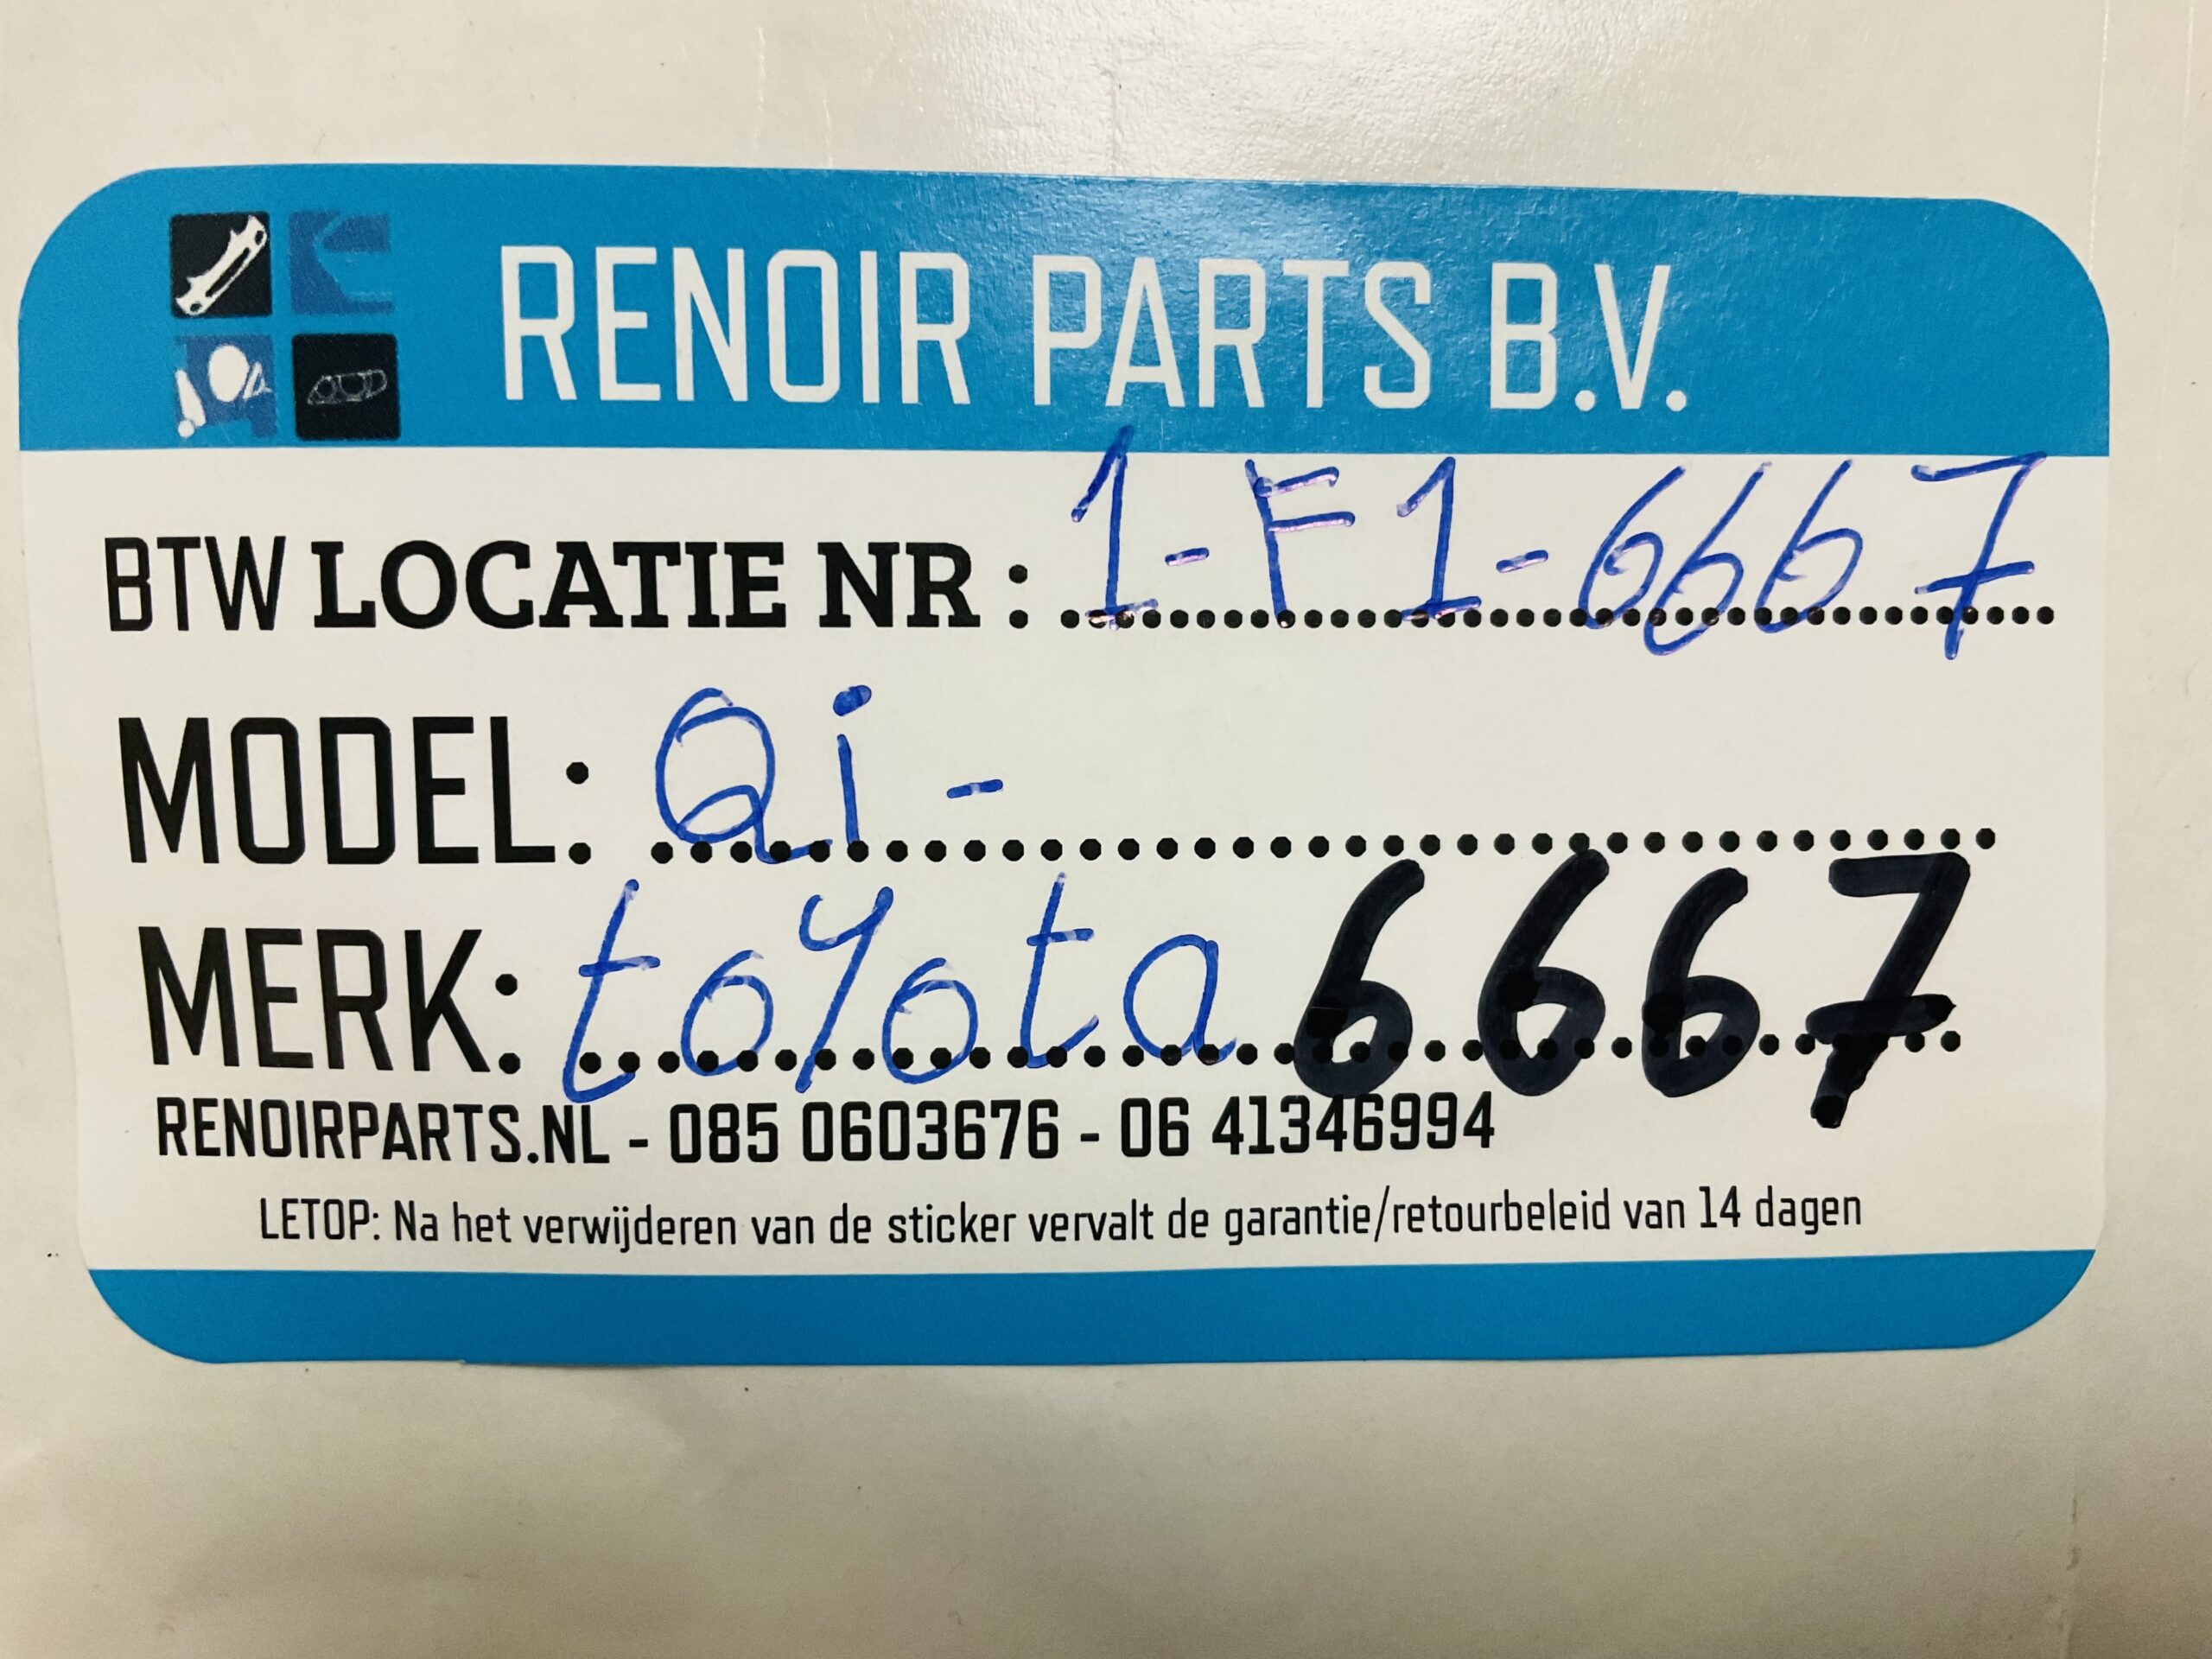 RENOIR PARTS B.V.
BTW LOCATIE NR : 1-F1-6667
MODEL: Qi -
MERK: toyota 6667
RENOIRPARTS.NL - 085 0603676 - 06 41346994
LETOP: Na het verwijderen van de sticker vervalt de garantie/retourbeleid van 14 dagen